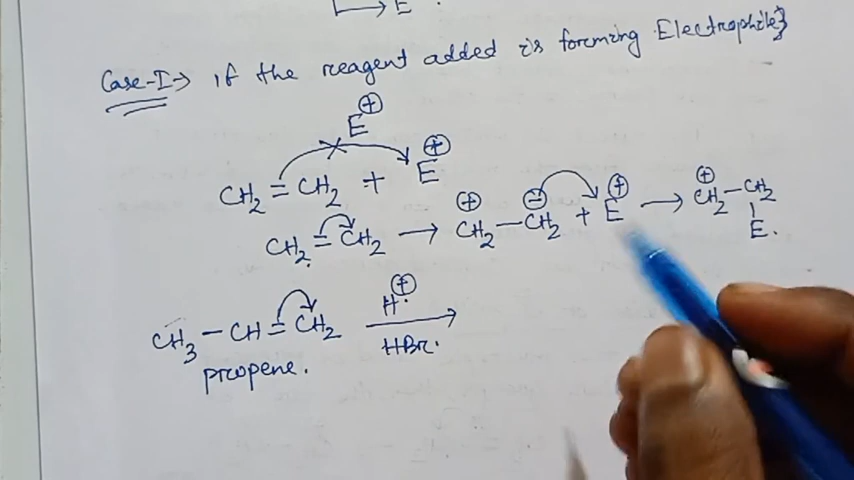 → E .
Case-I → if the reagent added is forming Electrophile}
E⊕
CH₂=CH₂ + E⊕
CH₂=CH₂ → ⊕CH₂–CH₂⊖ + E⊕ → ⊕CH₂–CH₂
E.
CH₃–CH=CH₂ H⊕ →
HBr.
propene.